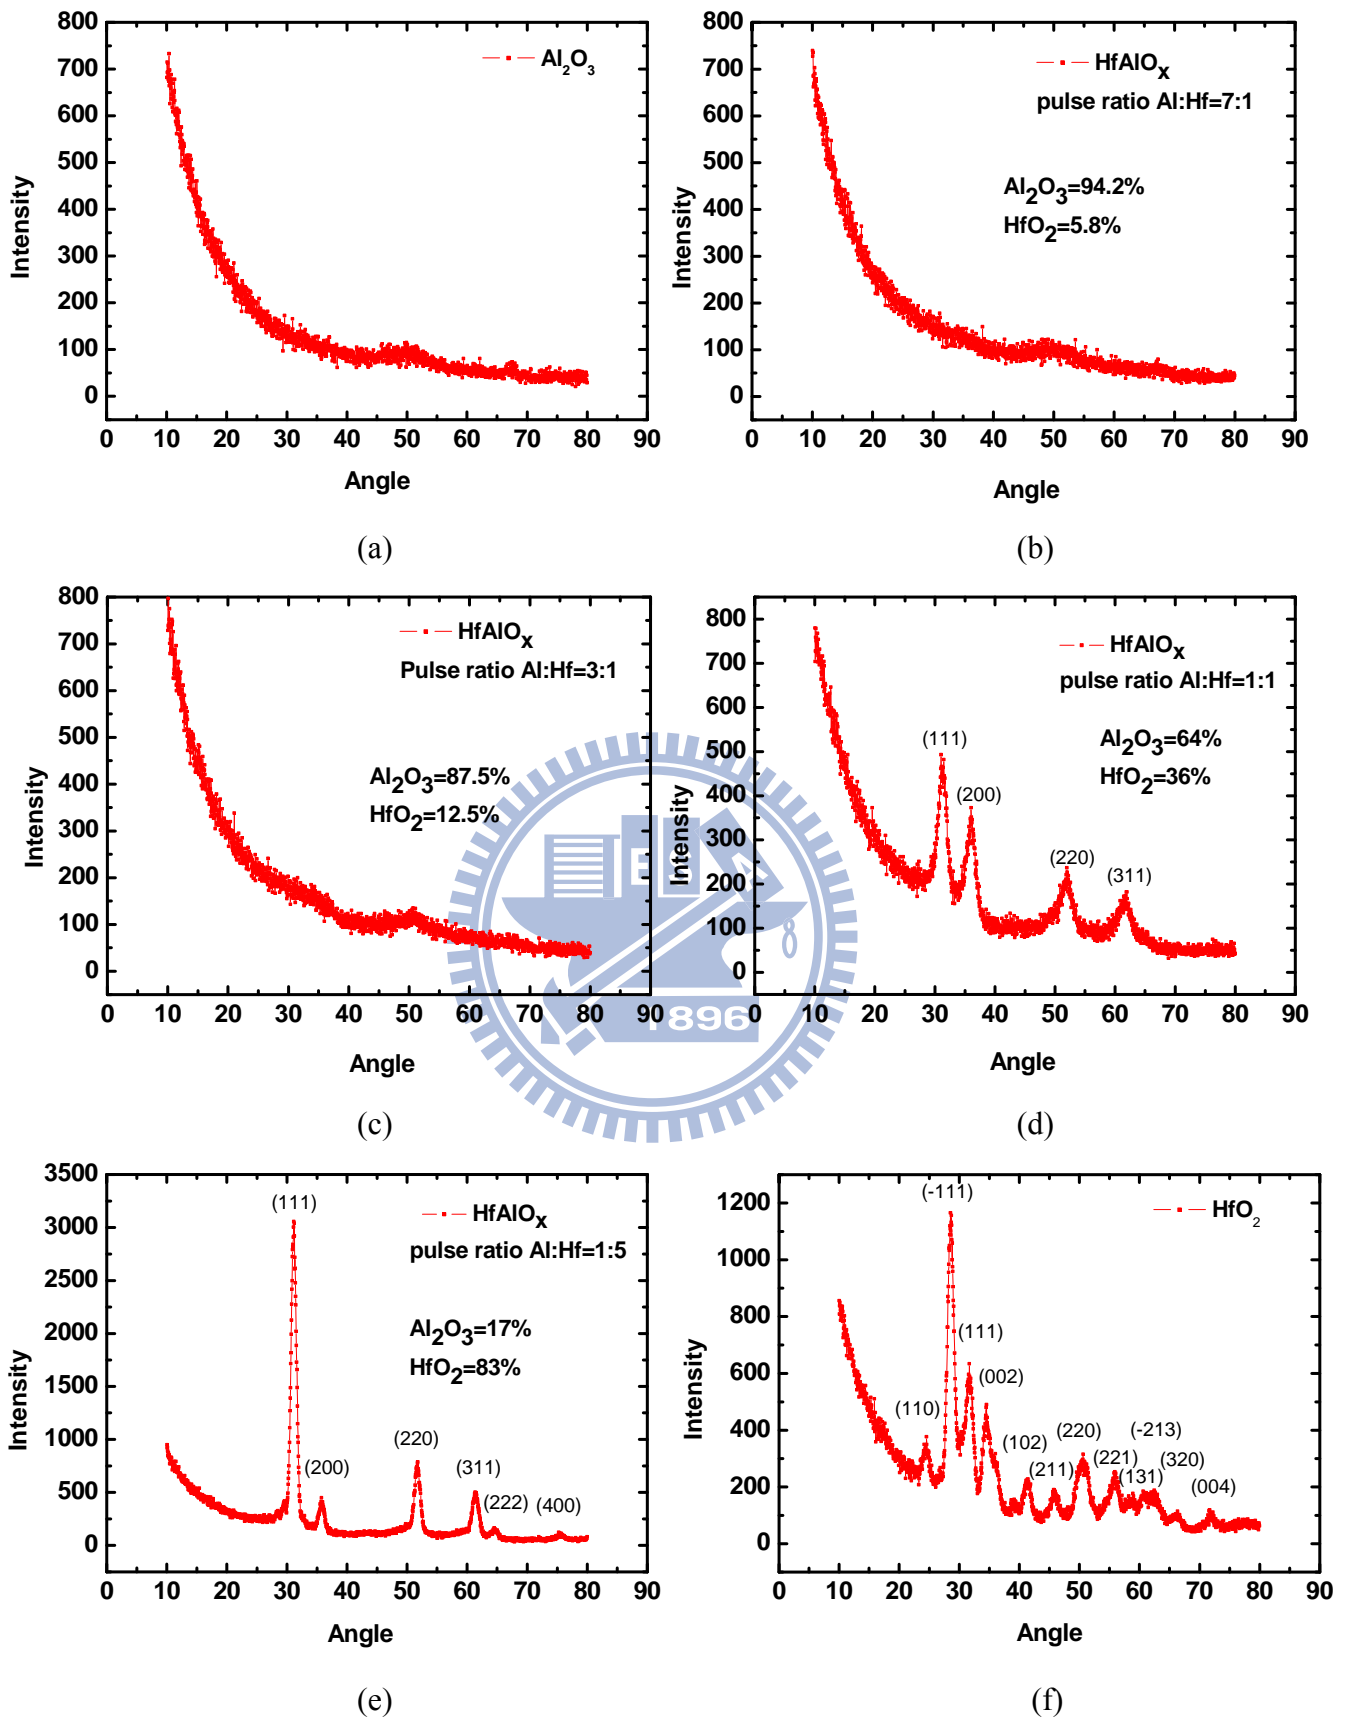 800
700
600
500
400
300
200
100
0
0 10 20 30 40 50 60 70 80 90
Intensity
Angle
Al₂O₃
(a)
800
700
600
500
400
300
200
100
0
0 10 20 30 40 50 60 70 80 90
Intensity
Angle
HfAlOₓ
pulse ratio Al:Hf=7:1
Al₂O₃=94.2%
HfO₂=5.8%
(b)
800
700
600
500
400
300
200
100
0
0 10 20 30 40 50 60 70 80 90
Intensity
Angle
HfAlOₓ
Pulse ratio Al:Hf=3:1
Al₂O₃=87.5%
HfO₂=12.5%
(c)
800
700
600
500
400
300
200
100
0
0 10 20 30 40 50 60 70 80 90
Intensity
Angle
HfAlOₓ
pulse ratio Al:Hf=1:1
Al₂O₃=64%
HfO₂=36%
(111)
(200)
(220)
(311)
(d)
1896
3500
3000
2500
2000
1500
1000
500
0
0 10 20 30 40 50 60 70 80 90
Intensity
Angle
HfAlOₓ
pulse ratio Al:Hf=1:5
Al₂O₃=17%
HfO₂=83%
(111)
(200)
(220)
(311)
(222)
(400)
(e)
1200
1000
800
600
400
200
0
0 10 20 30 40 50 60 70 80 90
Intensity
Angle
HfO₂
(-111)
(111)
(002)
(110)
(102)
(211)
(220)
(221)
(-213)
(131)
(320)
(004)
(f)